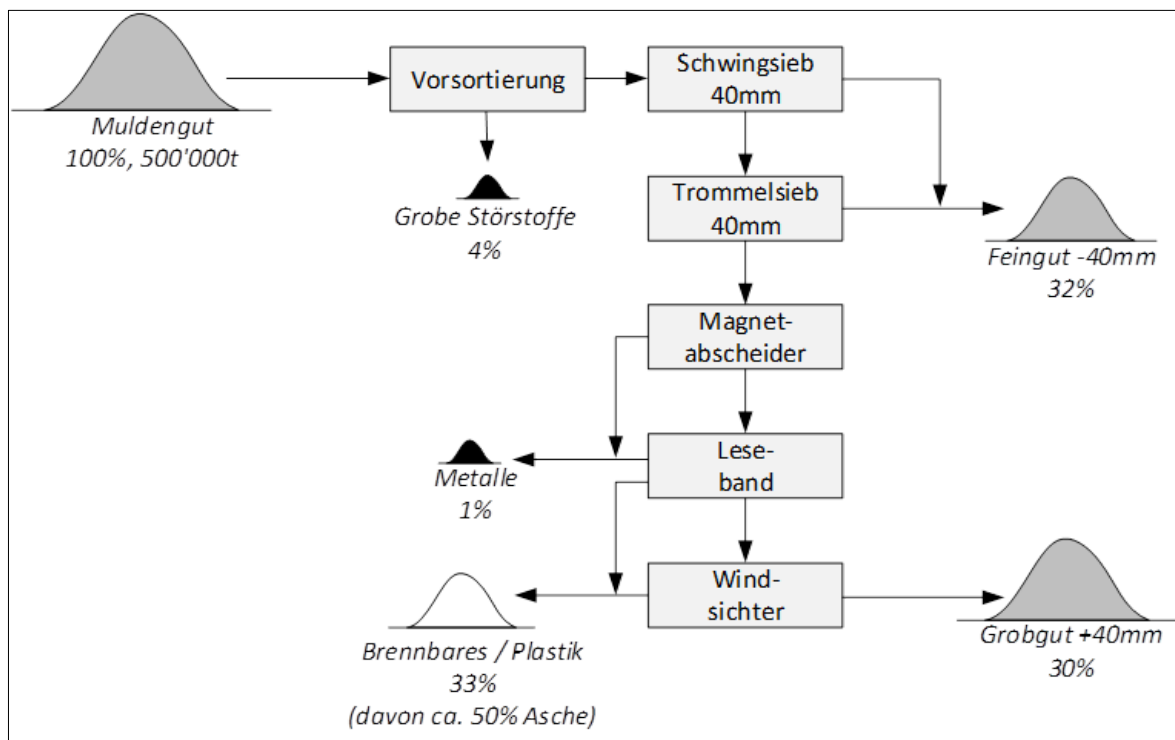 Muldengut
100%, 500'000t
Vorsortierung
Grobe Störstoffe
4%
Schwingsieb
40mm
Trommelsieb
40mm
Feingut -40mm
32%
Magnet-
abscheider
Lese-
band
Metalle
1%
Wind-
sichter
Brennbares / Plastik
33%
(davon ca. 50% Asche)
Grobgut +40mm
30%